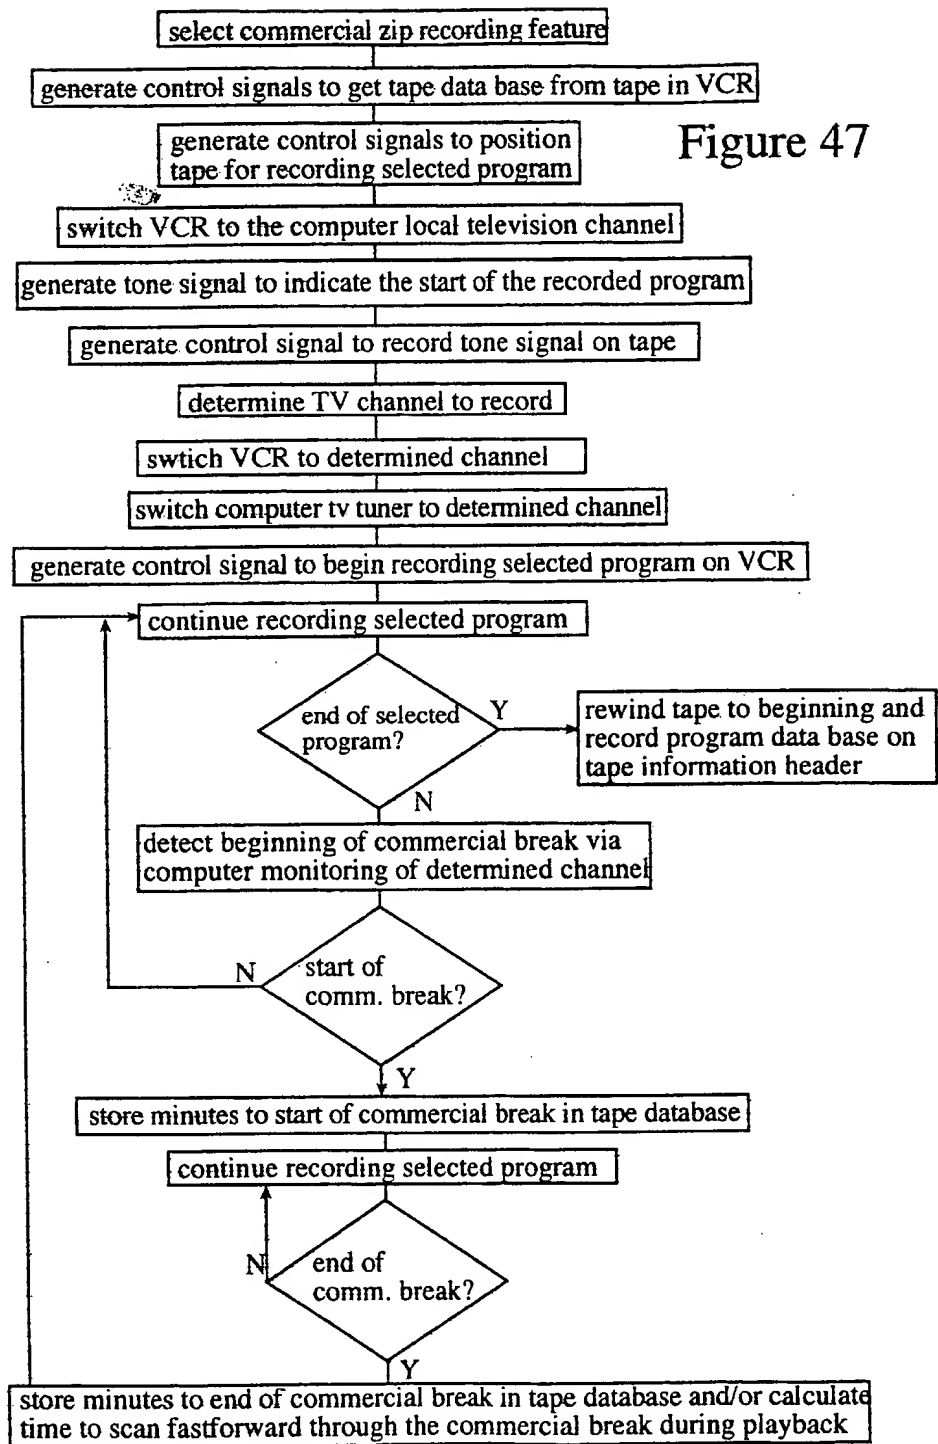 select commercial zip recording feature
generate control signals to get tape data base from tape in VCR
generate control signals to position
tape for recording selected program
Figure 47
switch VCR to the computer local television channel
generate tone signal to indicate the start of the recorded program
generate control signal to record tone signal on tape
determine TV channel to record
swtich VCR to determined channel
switch computer tv tuner to determined channel
generate control signal to begin recording selected program on VCR
continue recording selected program
end of selected
program?
Y
rewind tape to beginning and
record program data base on
tape information header
N
detect beginning of commercial break via
computer monitoring of determined channel
N
start of
comm. break?
Y
store minutes to start of commercial break in tape database
continue recording selected program
N
end of
comm. break?
Y
store minutes to end of commercial break in tape database and/or calculate
time to scan fastforward through the commercial break during playback